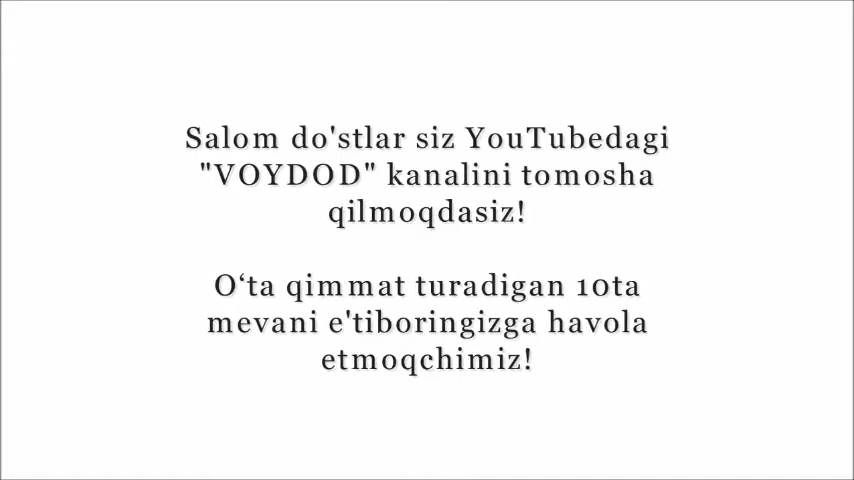 Salom do'stlar siz YouTubedagi
"VOYDOD" kanalini tomosha
qilmoqdasiz!
O‘ta qimmat turadigan 10ta
mevani e'tiboringizga havola
etmoqchimiz!